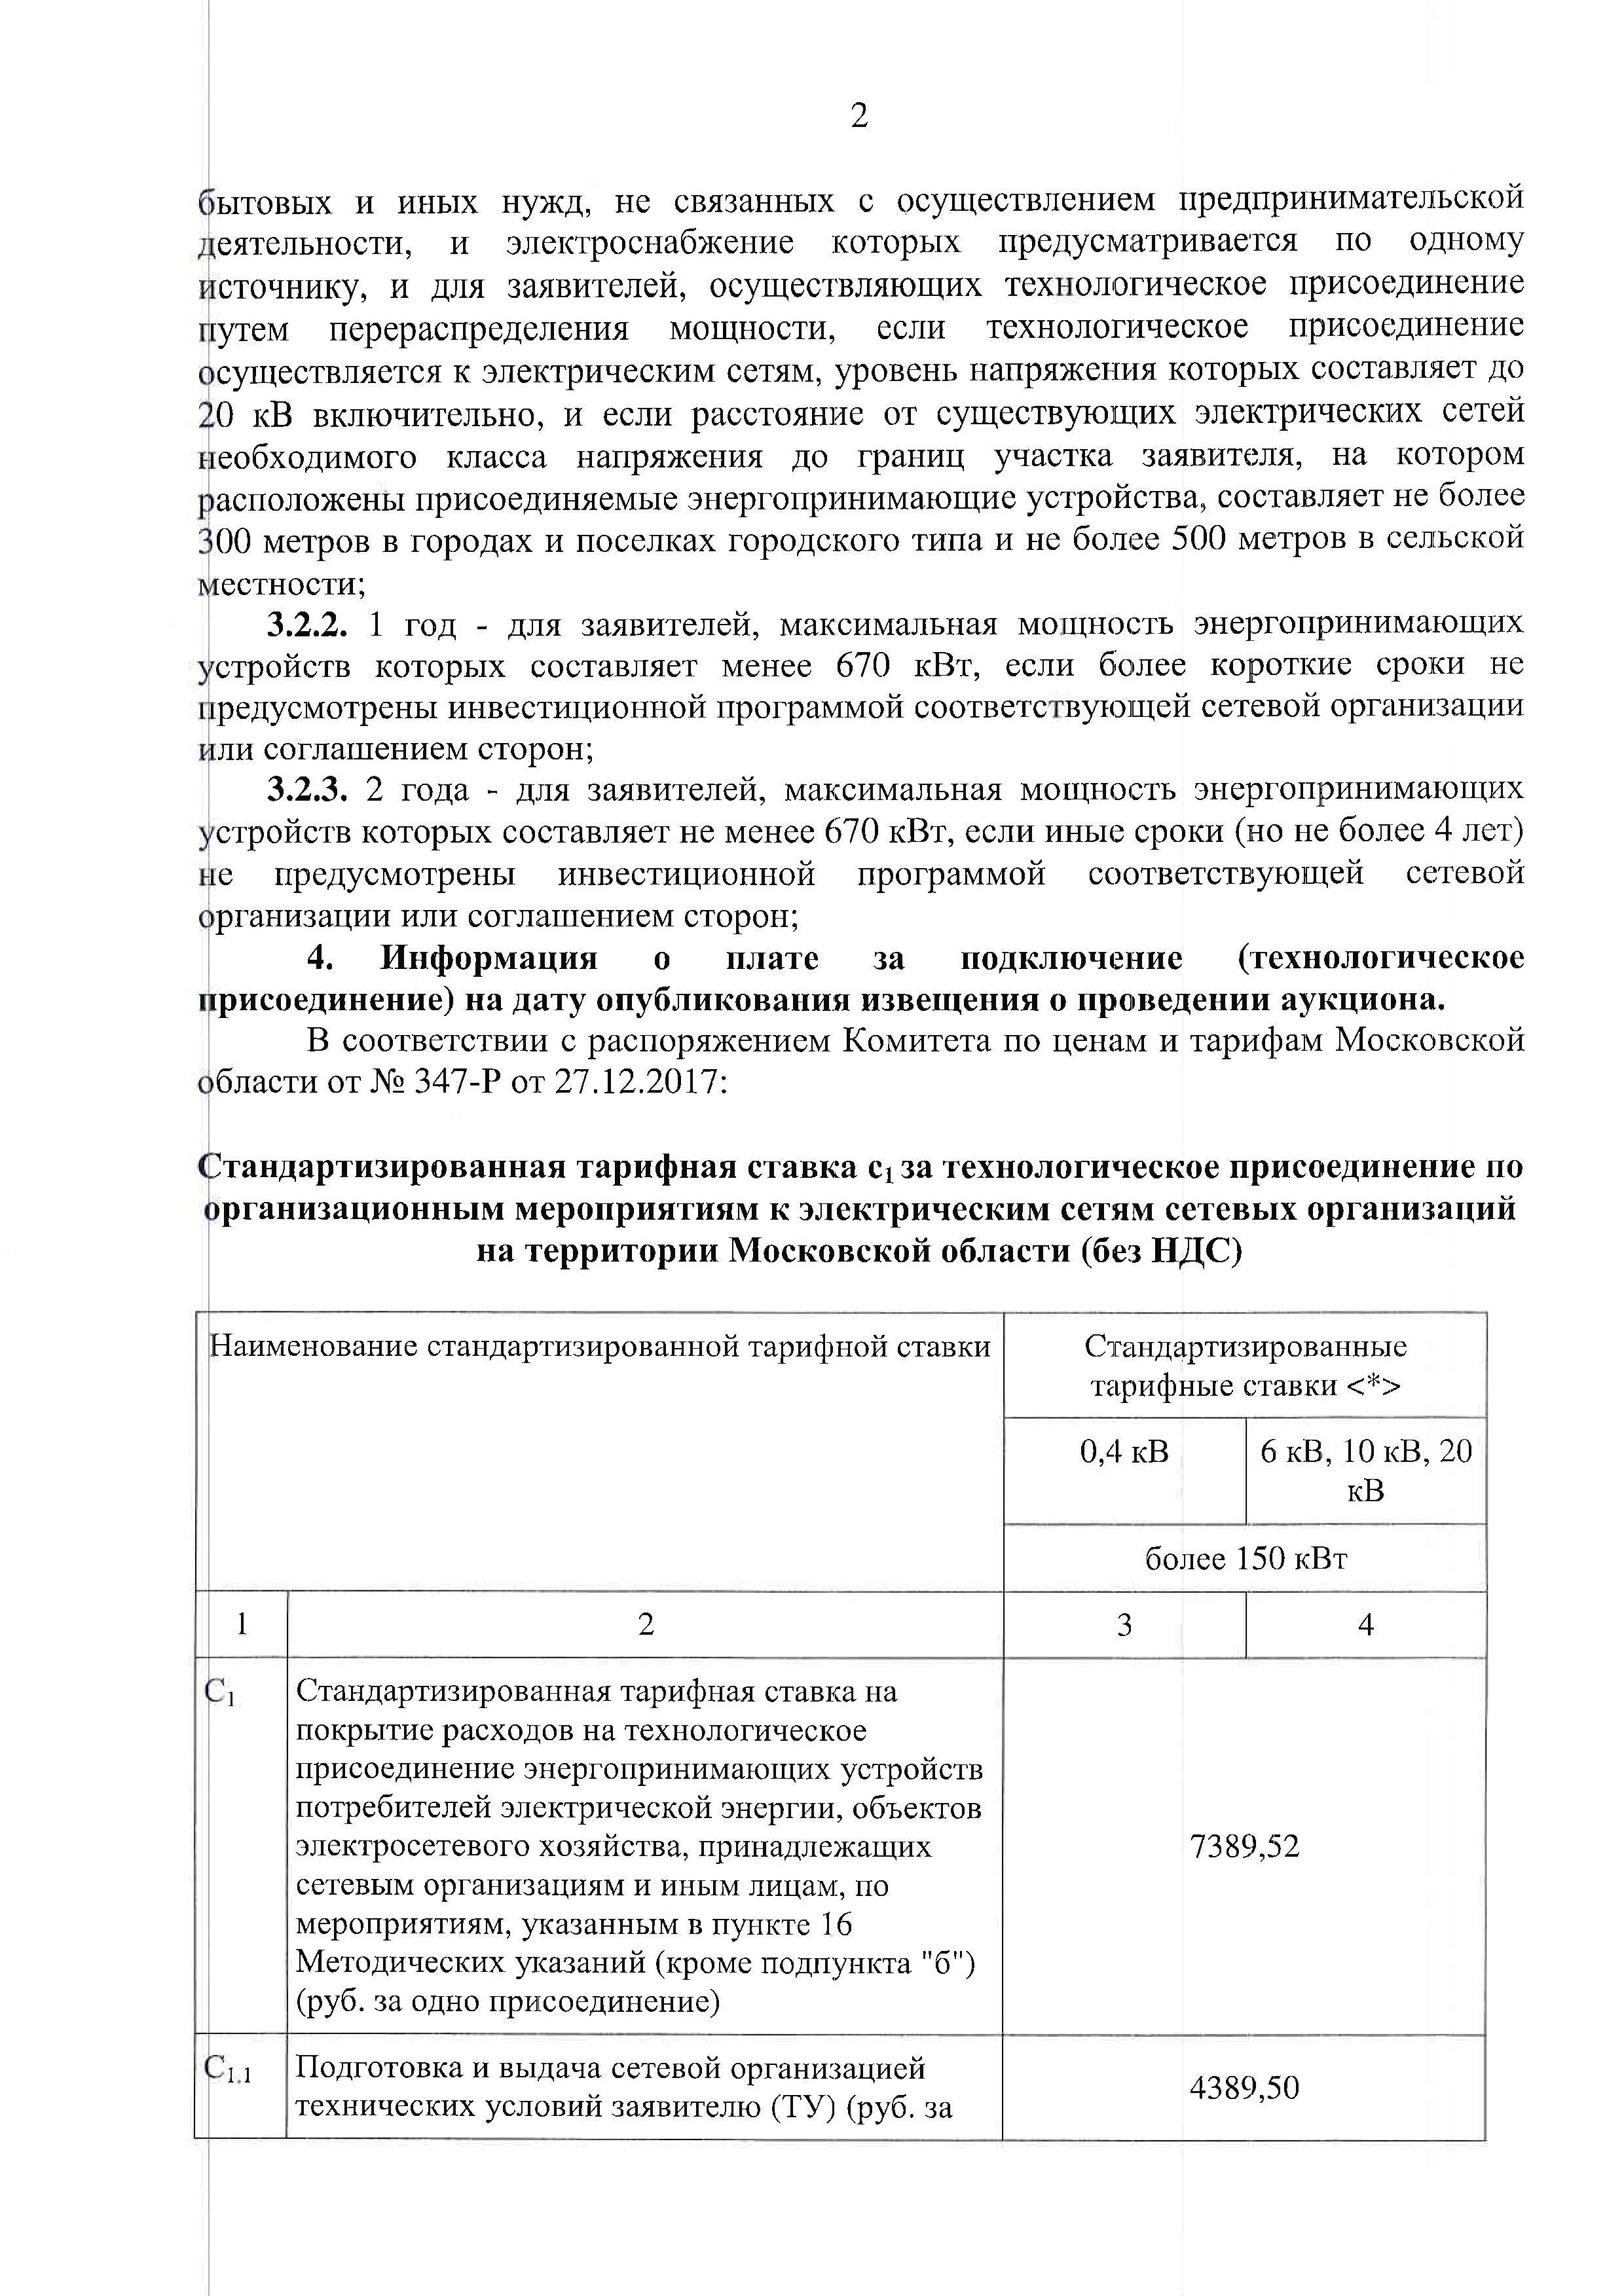 2
бытовых и иных нужд, не связанных с осуществлением предпринимательской
деятельности, и электроснабжение которых предусматривается по одному
источнику, и для заявителей, осуществляющих технологическое присоединение
путем перераспределения мощности, если технологическое присоединение
осуществляется к электрическим сетям, уровень напряжения которых составляет до
20 кВ включительно, и если расстояние от существующих электрических сетей
необходимого класса напряжения до границ участка заявителя, на котором
расположены присоединяемые энергопринимающие устройства, составляет не более
300 метров в городах и поселках городского типа и не более 500 метров в сельской
местности;
3.2.2. 1 год - для заявителей, максимальная мощность энергопринимающих
устройств которых составляет менее 670 кВт, если более короткие сроки не
предусмотрены инвестиционной программой соответствующей сетевой организации
или соглашением сторон;
3.2.3. 2 года - для заявителей, максимальная мощность энергопринимающих
устройств которых составляет не менее 670 кВт, если иные сроки (но не более 4 лет)
не предусмотрены инвестиционной программой соответствующей сетевой
организации или соглашением сторон;
4. Информация о плате за подключение (технологическое
присоединение) на дату опубликования извещения о проведении аукциона.
В соответствии с распоряжением Комитета по ценам и тарифам Московской
области от № 347-Р от 27.12.2017:
Стандартизированная тарифная ставка с₁ за технологическое присоединение по
организационным мероприятиям к электрическим сетям сетевых организаций
на территории Московской области (без НДС)
Наименование стандартизированной тарифной ставки
Стандартизированные
тарифные ставки <*>
0,4 кВ
6 кВ, 10 кВ, 20
кВ
более 150 кВт
1
2
3
4
С₁
Стандартизированная тарифная ставка на
покрытие расходов на технологическое
присоединение энергопринимающих устройств
потребителей электрической энергии, объектов
электросетевого хозяйства, принадлежащих
сетевым организациям и иным лицам, по
мероприятиям, указанным в пункте 16
Методических указаний (кроме подпункта "б")
(руб. за одно присоединение)
7389,52
С₁.₁
Подготовка и выдача сетевой организацией
технических условий заявителю (ТУ) (руб. за
4389,50